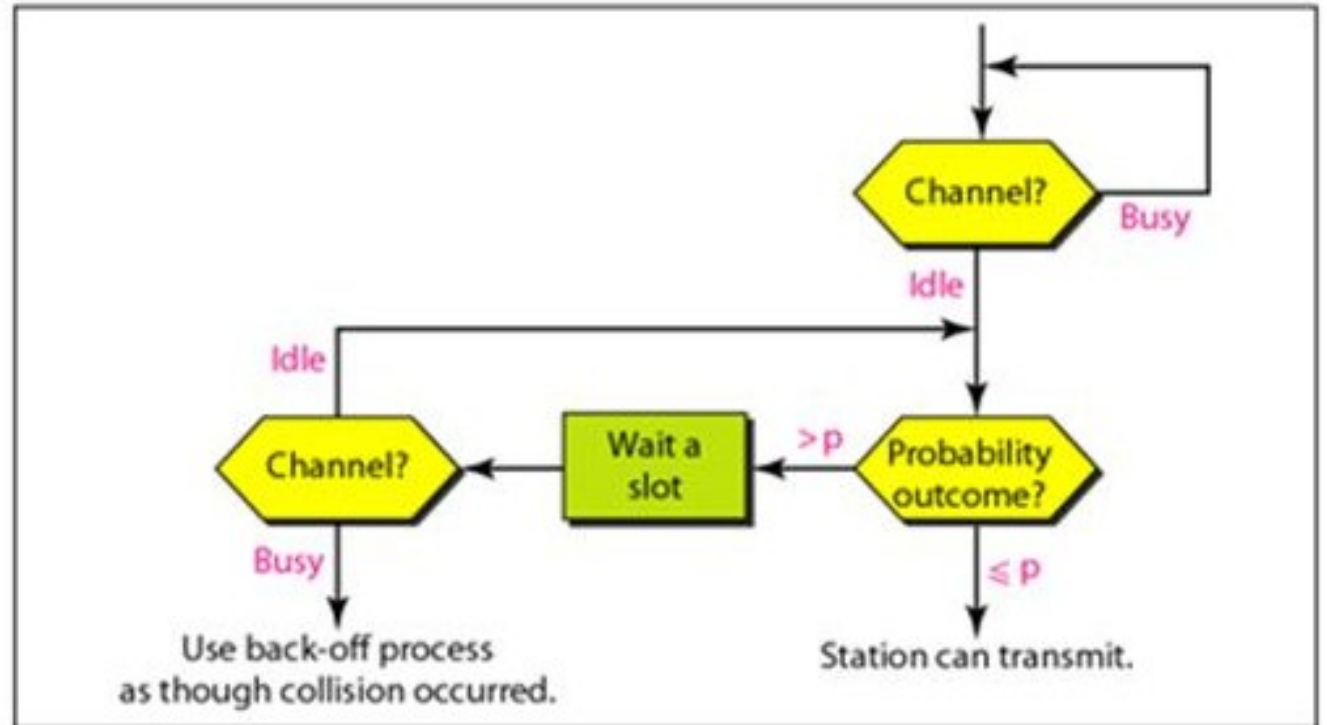 Channel?
Busy
Idle
Idle
Channel?
Wait a
slot
> p
Probability
outcome?
Busy
⩽ p
Use back-off process
as though collision occurred.
Station can transmit.